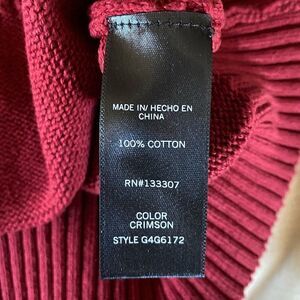 MADE IN/ HECHO EN
CHINA
100% COTTON
RN#133307
COLOR
CRIMSON
STYLE G4G6172